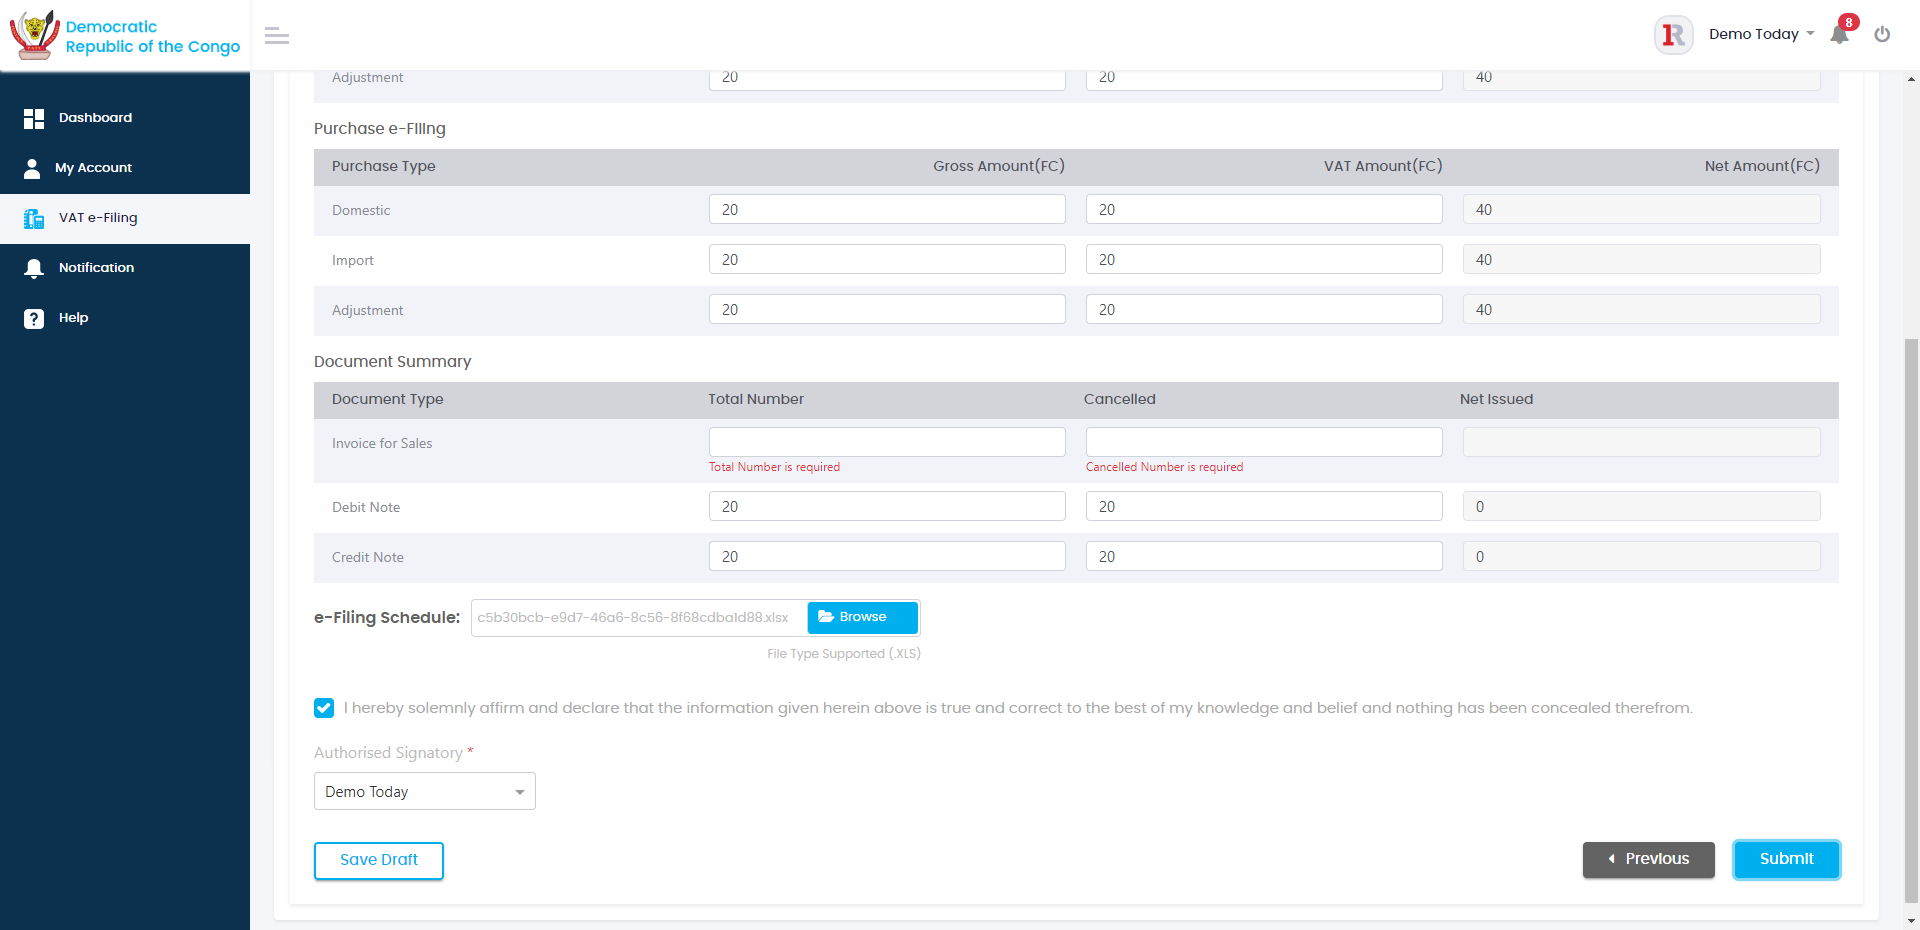 Democratic
Republic of the Congo
Demo Today
8
Dashboard
My Account
VAT e-Filing
Notification
Help
Adjustment 20 20 40
Purchase e-Filing
Purchase Type Gross Amount(FC) VAT Amount(FC) Net Amount(FC)
Domestic 20 20 40
Import 20 20 40
Adjustment 20 20 40
Document Summary
Document Type Total Number Cancelled Net Issued
Invoice for Sales
Total Number is required Cancelled Number is required
Debit Note 20 20 0
Credit Note 20 20 0
e-Filing Schedule: c5b30bcb-e9d7-46a6-8c56-8f68cdba1d88.xlsx Browse
File Type Supported (.XLS)
I hereby solemnly affirm and declare that the information given herein above is true and correct to the best of my knowledge and belief and nothing has been concealed therefrom.
Authorised Signatory *
Demo Today
Save Draft Previous Submit